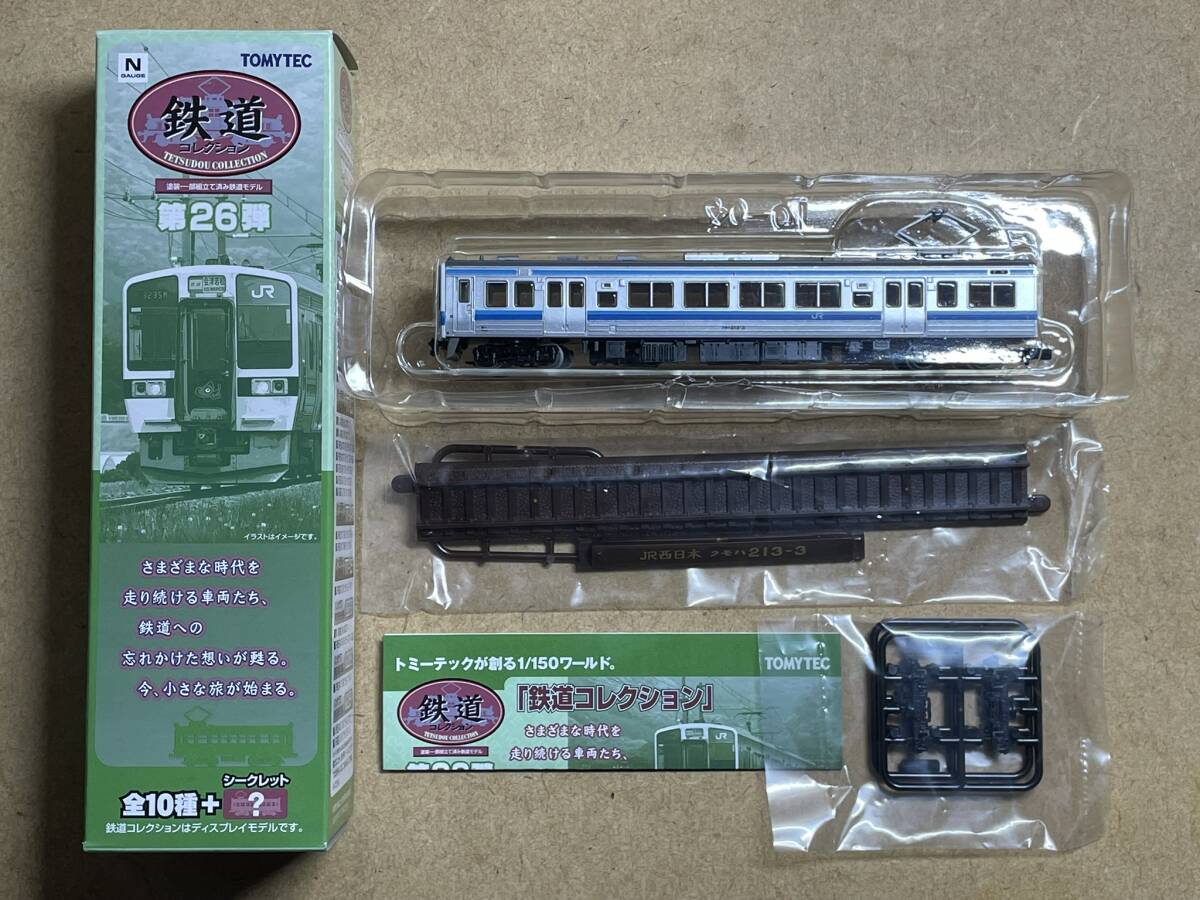 N
GAUGE
TOMYTEC
鉄道
コレクション
TETSUDOU COLLECTION
塗装一部組立て済み鉄道モデル
第26弾
3235M
会津若松
JR
イラストはイメージです。
さまざまな時代を
走り続ける車両たち、
鉄道への
忘れかけた想いが甦る。
今、小さな旅が始まる。
シークレット
全10種+
?
鉄道コレクションはディスプレイモデルです。
JR
JR西日本 クモハ213-3
トミーテックが創る1/150ワールド。
TOMYTEC
鉄道
コレクション
TETSUDOU COLLECTION
塗装一部組立て済み鉄道モデル
「鉄道コレクション」
さまざまな時代を
走り続ける車両たち、
JR